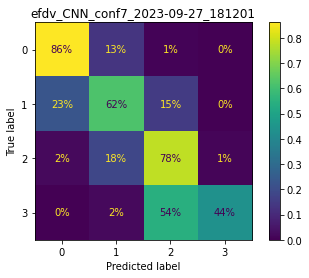 efdv_CNN_conf7_2023-09-27_181201
0 86% 13% 1% 0%
1 23% 62% 15% 0%
2 2% 18% 78% 1%
3 0% 2% 54% 44%
0 1 2 3
True label
Predicted label
0.8
0.7
0.6
0.5
0.4
0.3
0.2
0.1
0.0